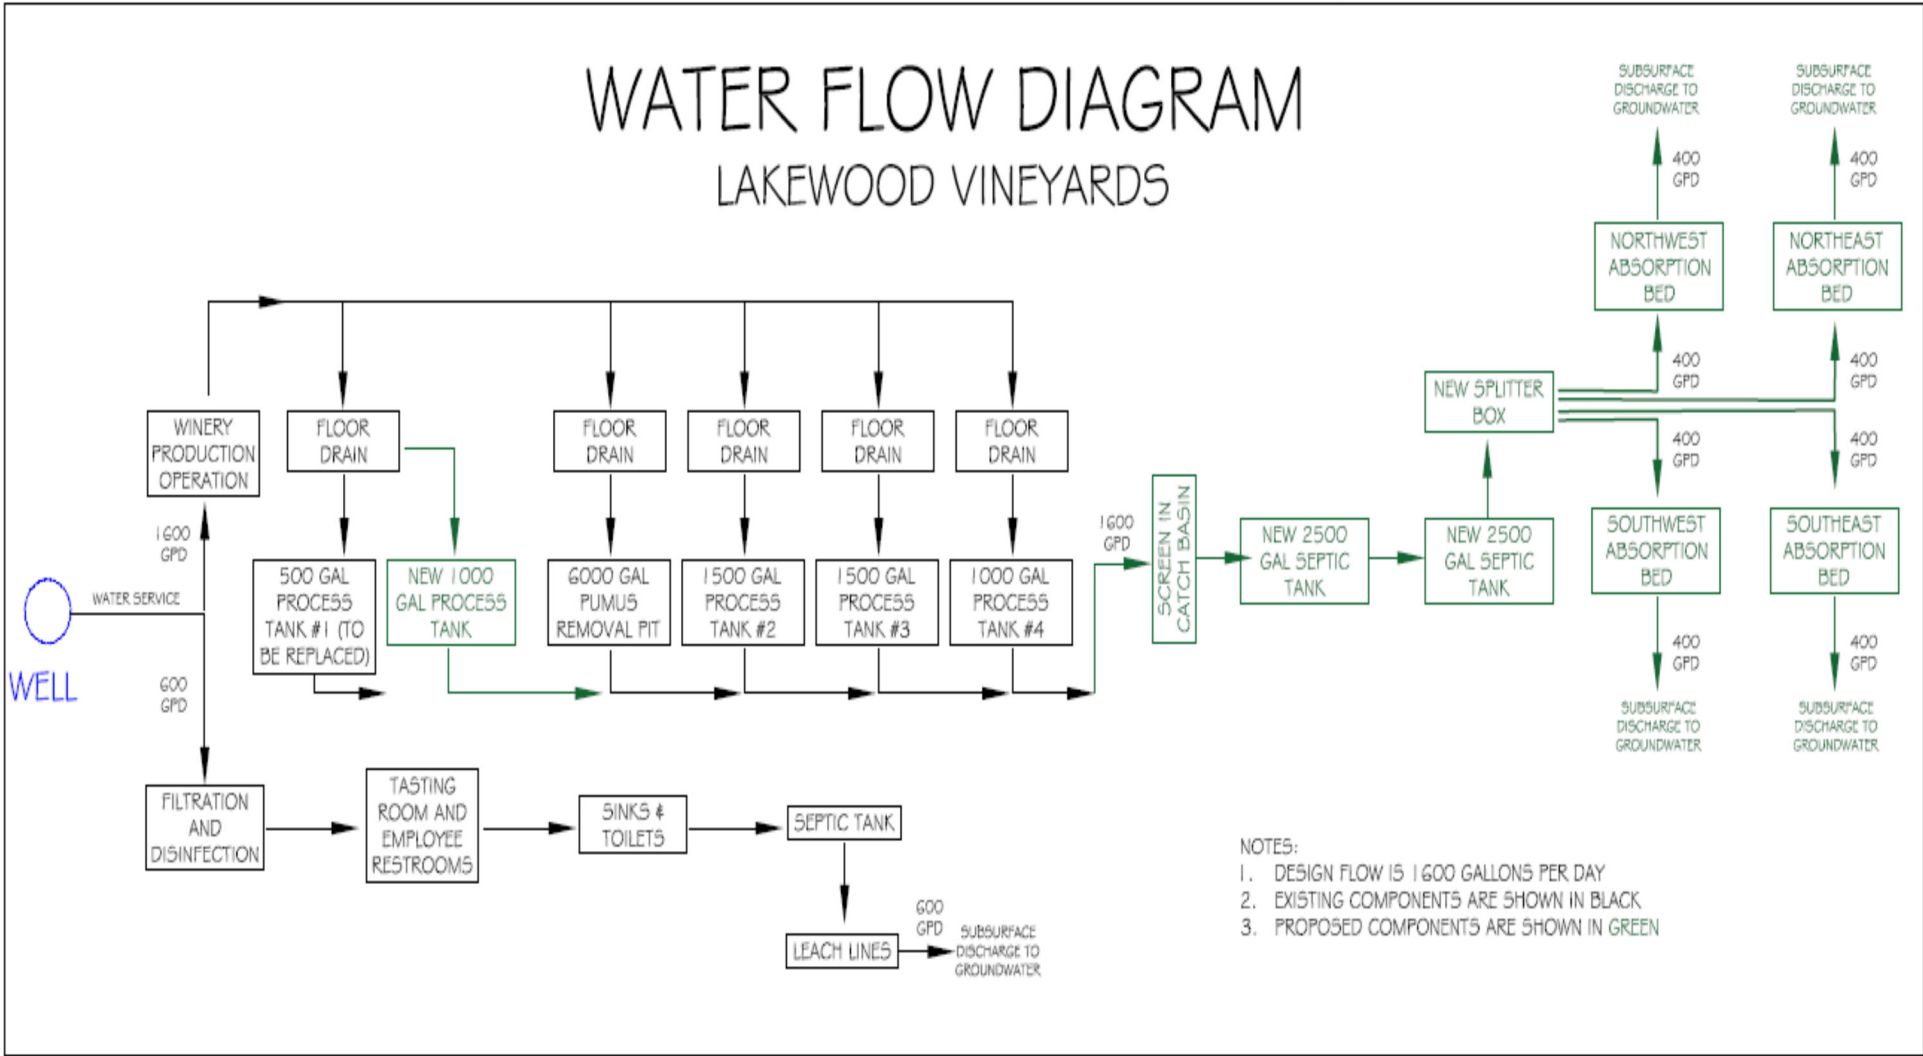 WATER FLOW DIAGRAM
LAKEWOOD VINEYARDS
SUBSURFACE
DISCHARGE TO
GROUNDWATER
SUBSURFACE
DISCHARGE TO
GROUNDWATER
400
GPD
400
GPD
NORTHWEST
ABSORPTION
BED
NORTHEAST
ABSORPTION
BED
400
GPD
400
GPD
NEW SPLITTER
BOX
400
GPD
400
GPD
WINERY
PRODUCTION
OPERATION
FLOOR
DRAIN
FLOOR
DRAIN
FLOOR
DRAIN
FLOOR
DRAIN
FLOOR
DRAIN
1600
GPD
500 GAL
PROCESS
TANK #1 (TO
BE REPLACED)
NEW 1000
GAL PROCESS
TANK
6000 GAL
PUMUS
REMOVAL PIT
1500 GAL
PROCESS
TANK #2
1500 GAL
PROCESS
TANK #3
1000 GAL
PROCESS
TANK #4
1600
GPD
SCREEN IN
CATCH BASIN
NEW 2500
GAL SEPTIC
TANK
NEW 2500
GAL SEPTIC
TANK
SOUTHWEST
ABSORPTION
BED
SOUTHEAST
ABSORPTION
BED
WATER SERVICE
WELL
600
GPD
400
GPD
400
GPD
SUBSURFACE
DISCHARGE TO
GROUNDWATER
SUBSURFACE
DISCHARGE TO
GROUNDWATER
FILTRATION
AND
DISINFECTION
TASTING
ROOM AND
EMPLOYEE
RESTROOMS
SINKS &
TOILETS
SEPTIC TANK
LEACH LINES
600
GPD
SUBSURFACE
DISCHARGE TO
GROUNDWATER
NOTES:
1. DESIGN FLOW IS 1600 GALLONS PER DAY
2. EXISTING COMPONENTS ARE SHOWN IN BLACK
3. PROPOSED COMPONENTS ARE SHOWN IN GREEN